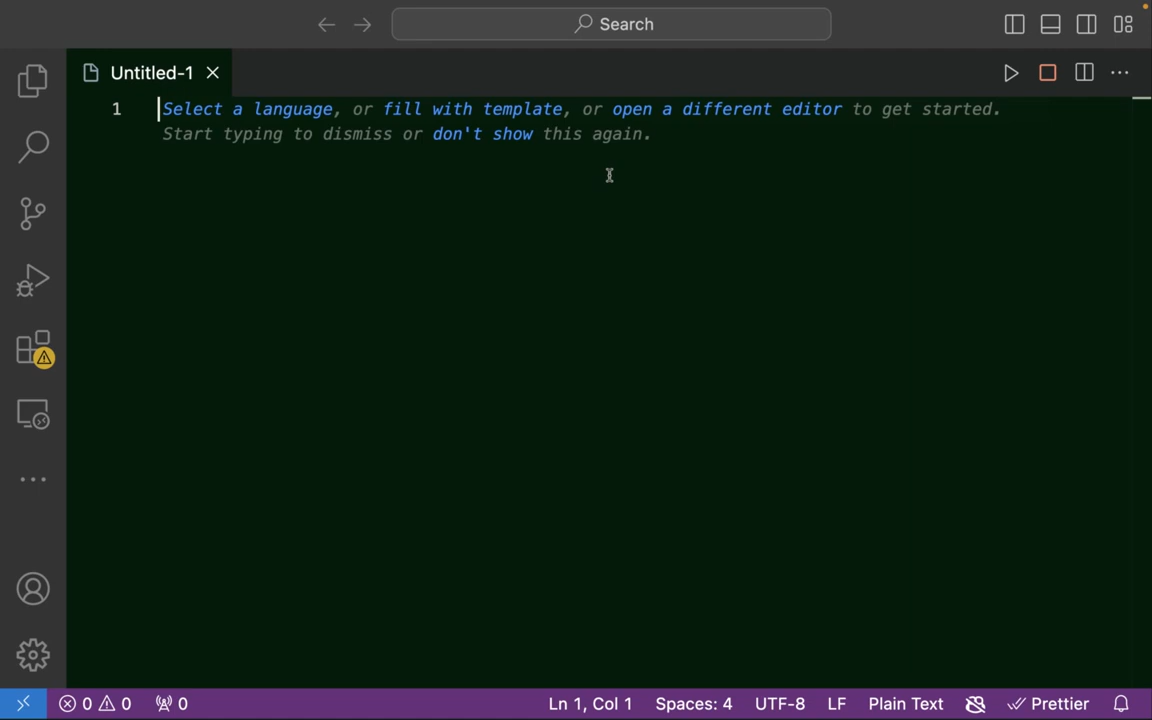 Search
Untitled-1
1
Select a language, or fill with template, or open a different editor to get started.
Start typing to dismiss or don't show this again.
0 0 0
Ln 1, Col 1 Spaces: 4 UTF-8 LF Plain Text Prettier